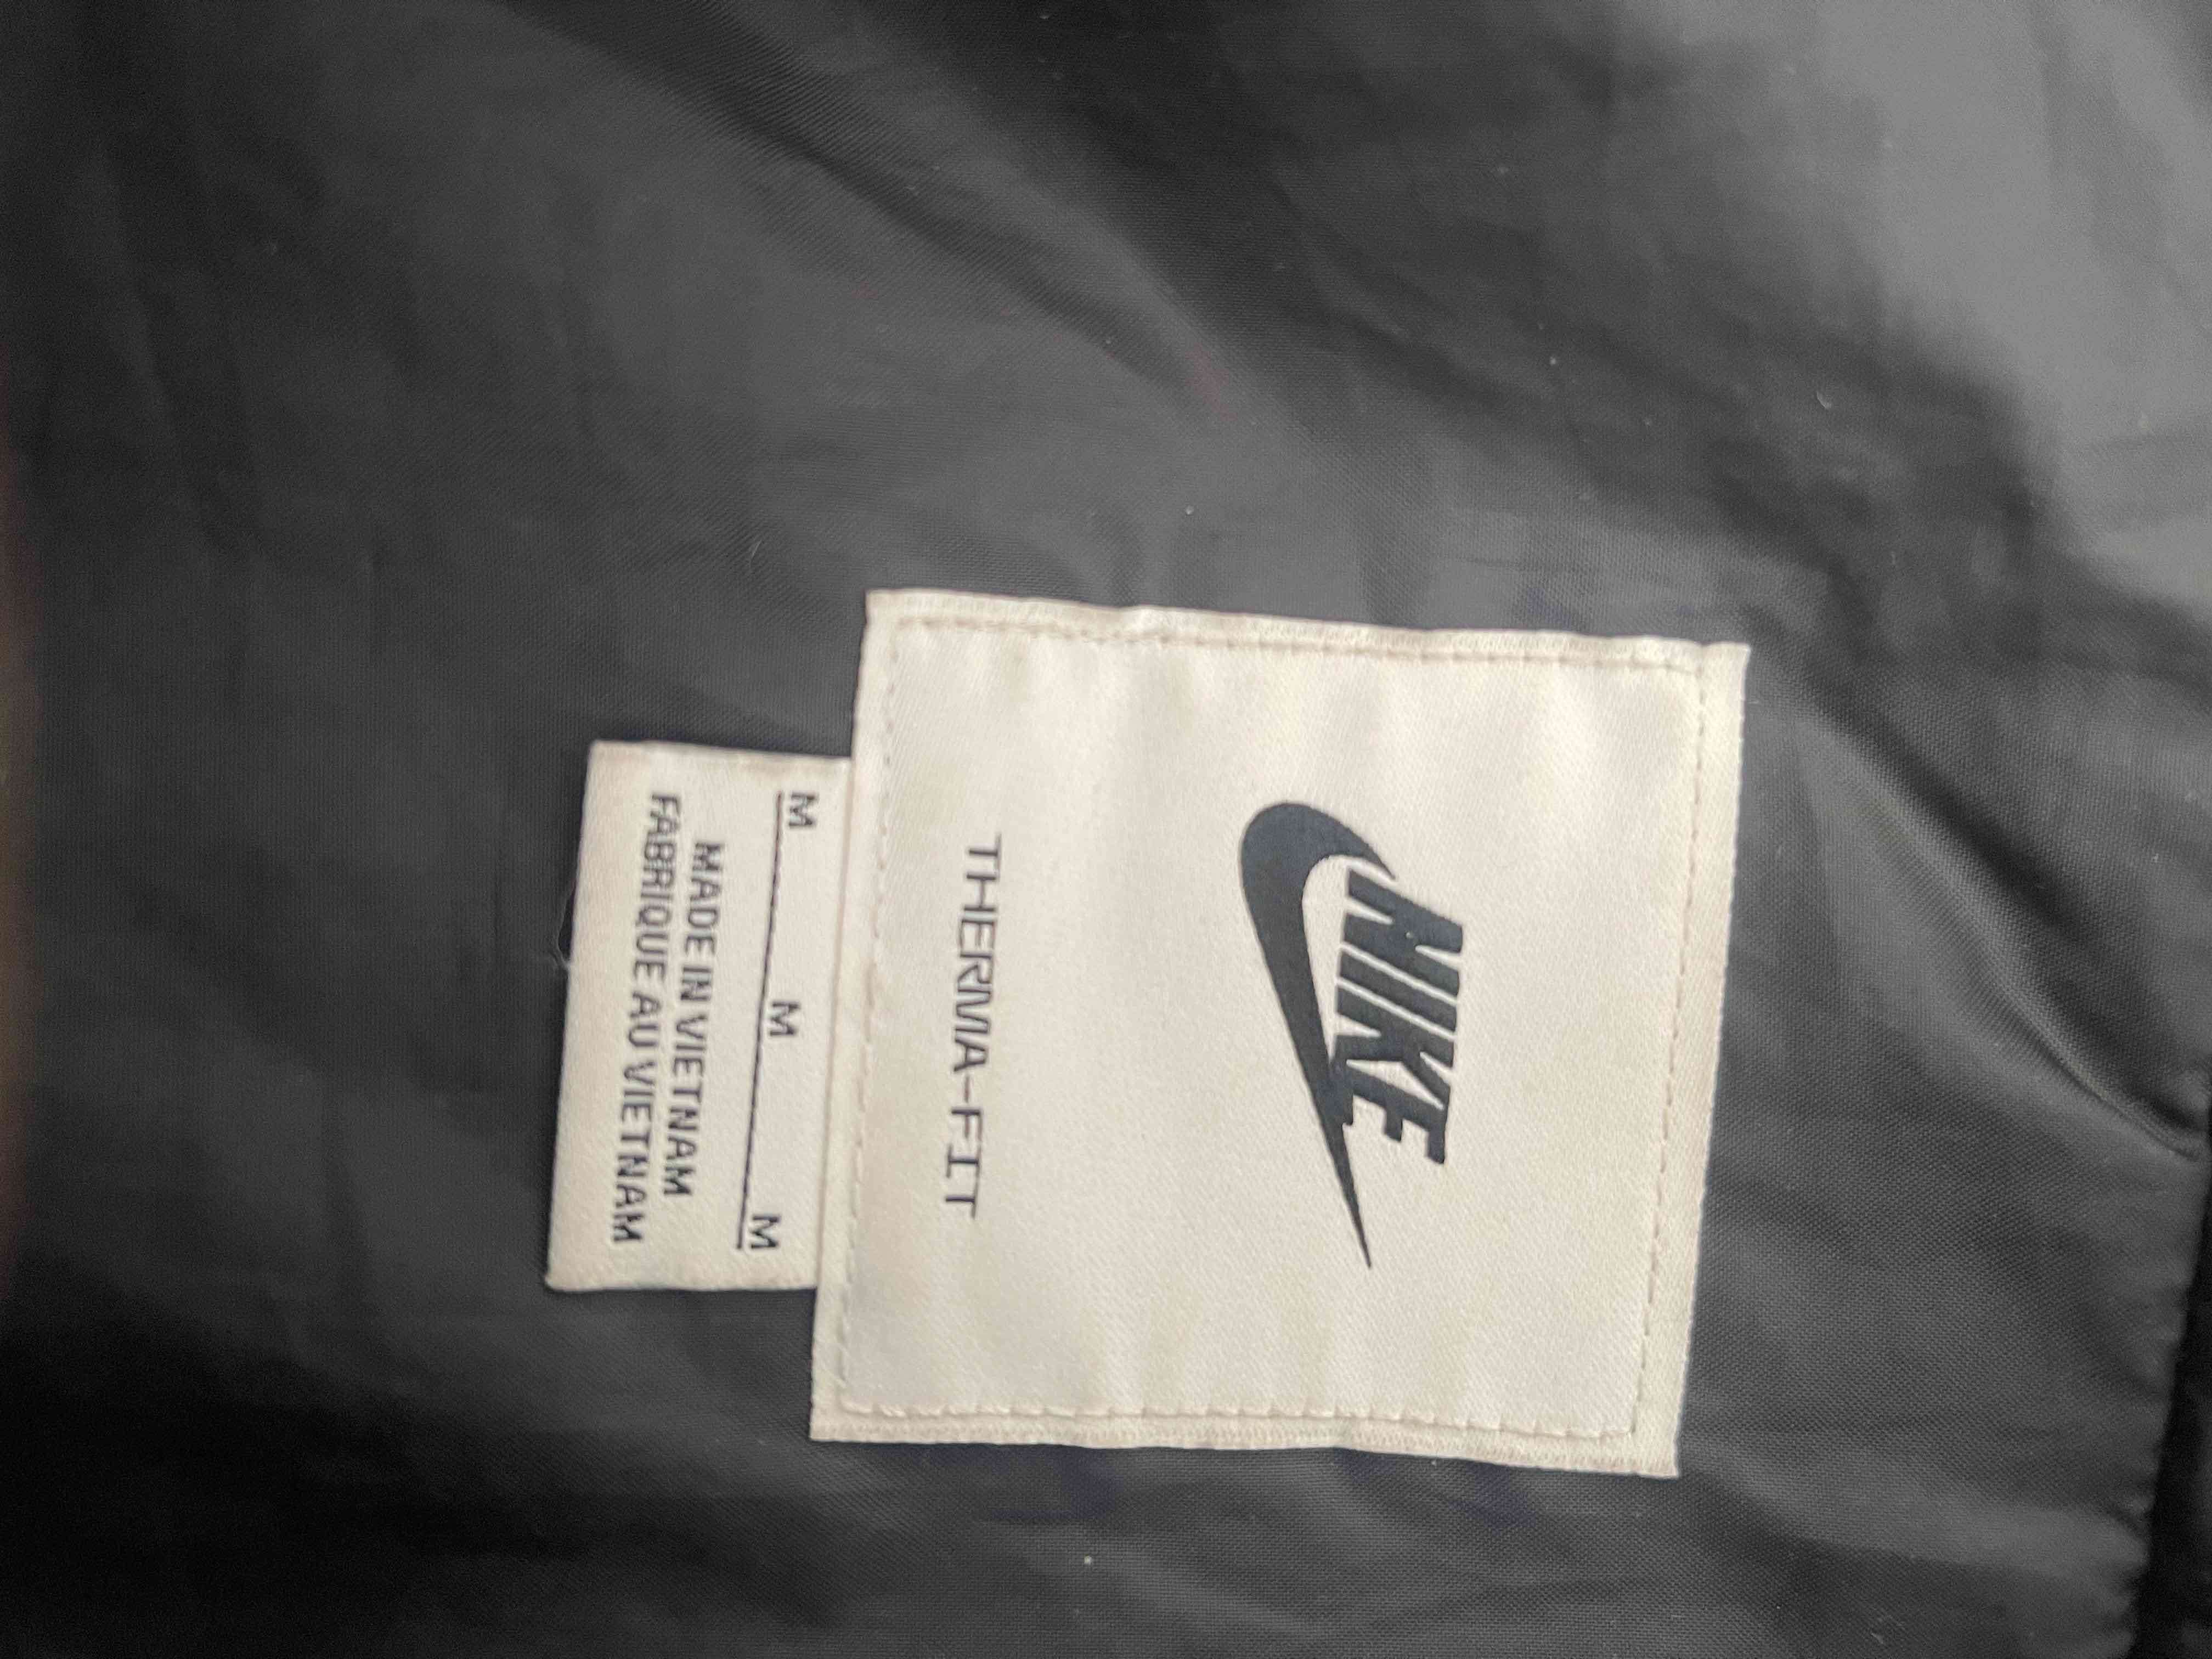 NIKE
THERMA-FIT
M M M
MADE IN VIETNAM
FABRIQUE AU VIETNAM